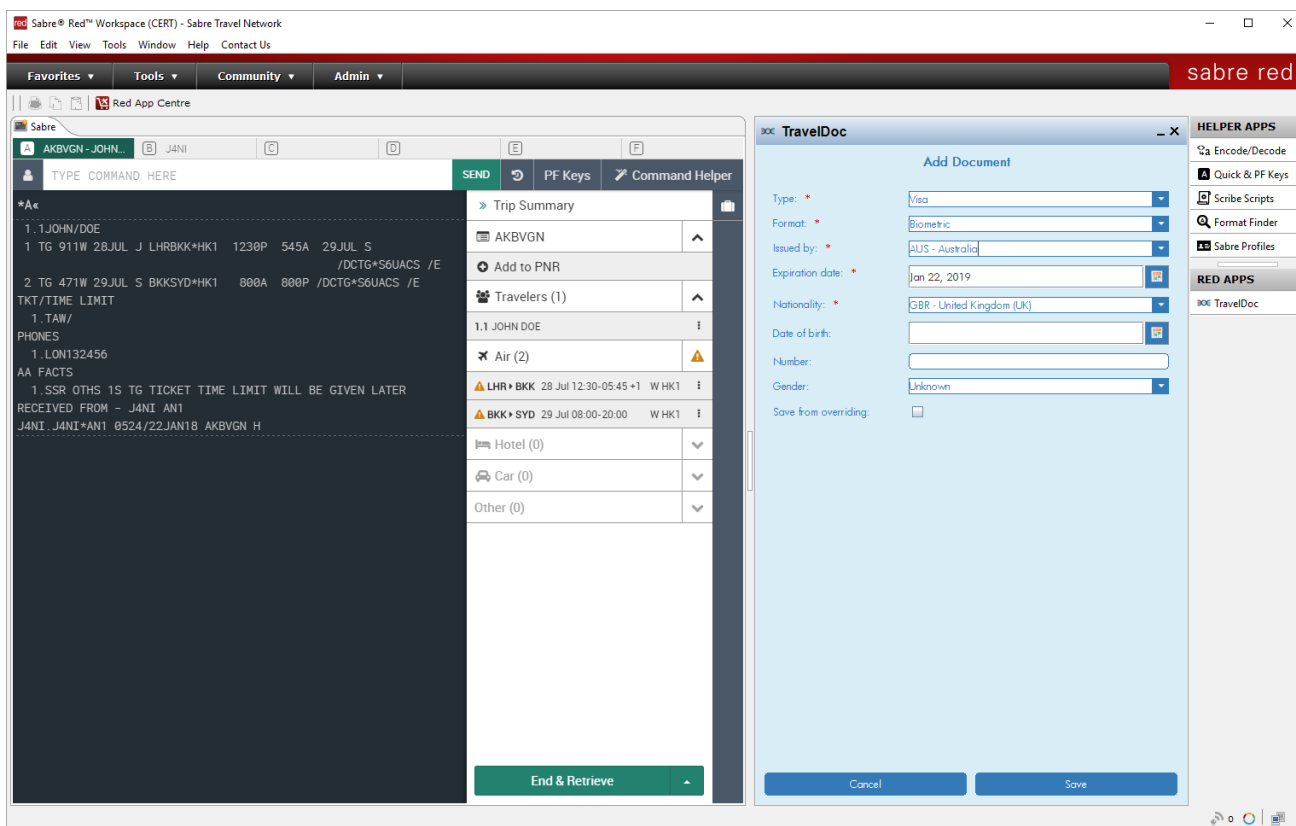 red Sabre® Red™ Workspace (CERT) - Sabre Travel Network
File Edit View Tools Window Help Contact Us
Favorites ▼ Tools ▼ Community ▼ Admin ▼
sabre red
Red App Centre
Sabre
A AKBVGN - JOHN... B J4NI C D E F
TYPE COMMAND HERE
SEND PF Keys Command Helper
*A«
1.1JOHN/DOE
1 TG 911W 28JUL J LHRBKK*HK1 1230P 545A 29JUL S
/DCTG*S6UACS /E
2 TG 471W 29JUL S BKKSYD*HK1 800A 800P /DCTG*S6UACS /E
TKT/TIME LIMIT
1.TAW/
PHONES
1.LON132456
AA FACTS
1.SSR OTHS 1S TG TICKET TIME LIMIT WILL BE GIVEN LATER
RECEIVED FROM - J4NI AN1
J4NI.J4NI*AN1 0524/22JAN18 AKBVGN H
» Trip Summary
AKBVGN
Add to PNR
Travelers (1)
1.1 JOHN DOE
Air (2)
LHR ▸ BKK 28 Jul 12:30-05:45 +1 W HK1
BKK ▸ SYD 29 Jul 08:00-20:00 W HK1
Hotel (0)
Car (0)
Other (0)
End & Retrieve
TravelDoc
Add Document
Type: * Visa
Format: * Biometric
Issued by: * AUS - Australia
Expiration date: * Jan 22, 2019
Nationality: * GBR - United Kingdom (UK)
Date of birth:
Number:
Gender: Unknown
Save from overriding:
Cancel Save
HELPER APPS
Encode/Decode
Quick & PF Keys
Scribe Scripts
Format Finder
Sabre Profiles
RED APPS
TravelDoc
0